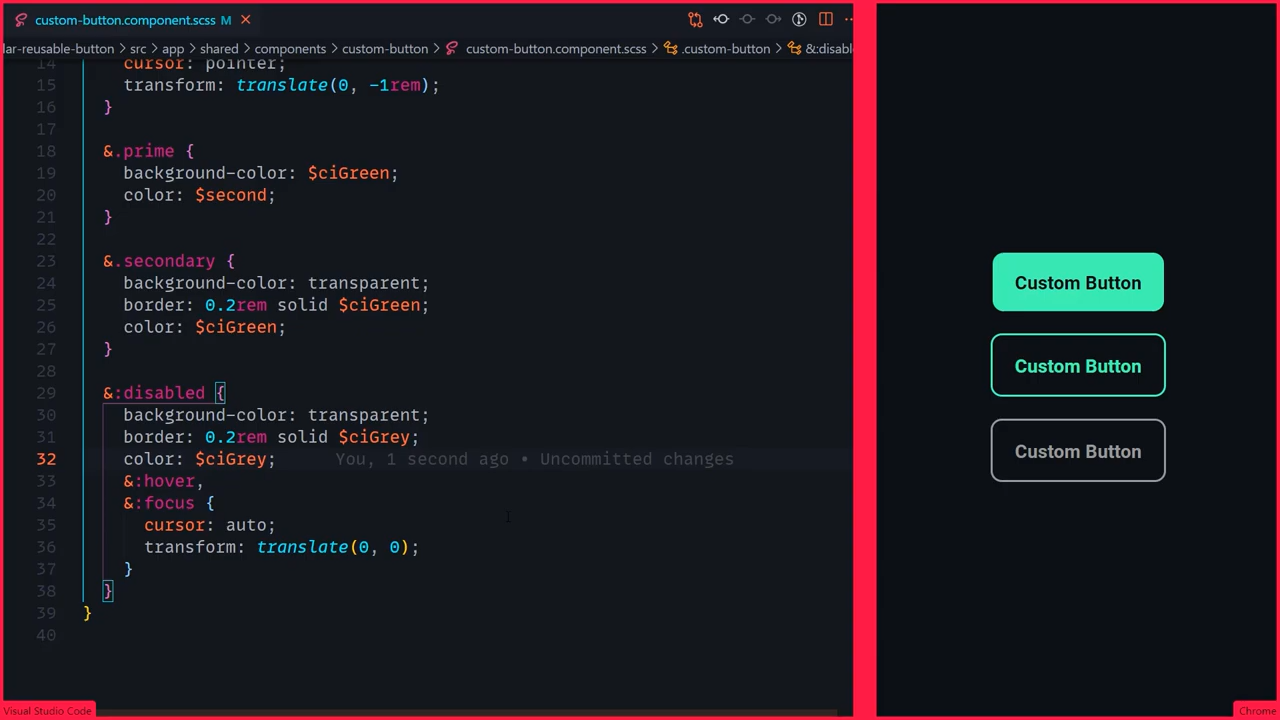 custom-button.component.scss M
lar-reusable-button › src › app › shared › components › custom-button › custom-button.component.scss › .custom-button › &:disabl
14 cursor: pointer;
15 transform: translate(0, -1rem);
16 }
17
18 &.prime {
19 background-color: $ciGreen;
20 color: $second;
21 }
22
23 &.secondary {
24 background-color: transparent;
25 border: 0.2rem solid $ciGreen;
26 color: $ciGreen;
27 }
28
29 &:disabled {
30 background-color: transparent;
31 border: 0.2rem solid $ciGrey;
32 color: $ciGrey; You, 1 second ago • Uncommitted changes
33 &:hover,
34 &:focus {
35 cursor: auto;
36 transform: translate(0, 0);
37 }
38 }
39 }
40
Visual Studio Code
Custom Button
Custom Button
Custom Button
Chrome